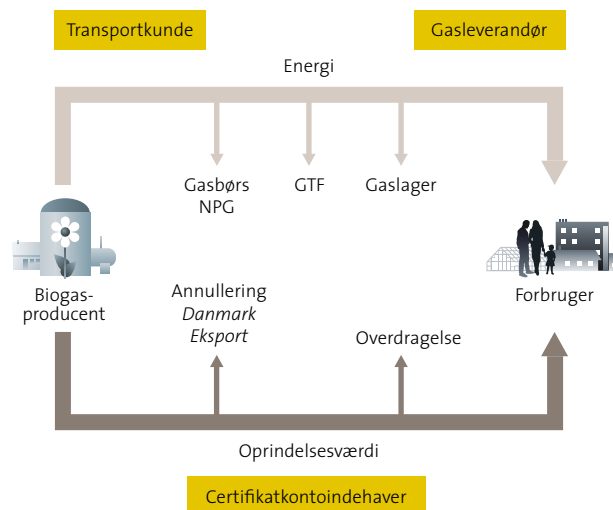 Transportkunde
Gasleverandør
Energi
Gasbørs
NPG
GTF
Gaslager
Biogas-
producent
Annullering
Danmark
Eksport
Overdragelse
Forbruger
Oprindelsesværdi
Certifikatkontoindehaver